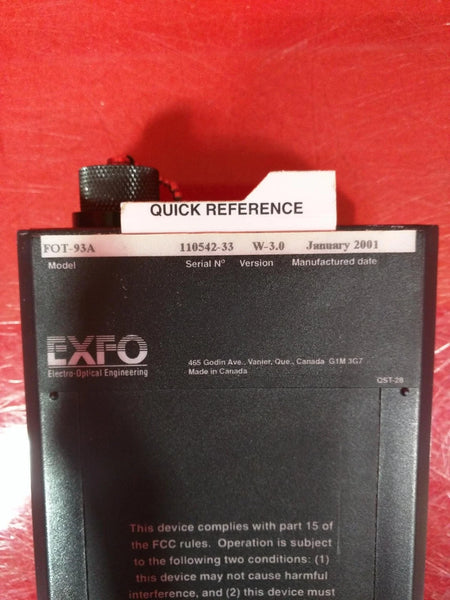 QUICK REFERENCE
FOT-93A 110542-33 W-3.0 January 2001
Model Serial Nº Version Manufactured date
EXFO
Electro-Optical Engineering
465 Godin Ave., Vanier, Que., Canada G1M 3G7
Made in Canada
QST-28
This device complies with part 15 of
the FCC rules. Operation is subject
to the following two conditions: (1)
this device may not cause harmful
interference, and (2) this device must